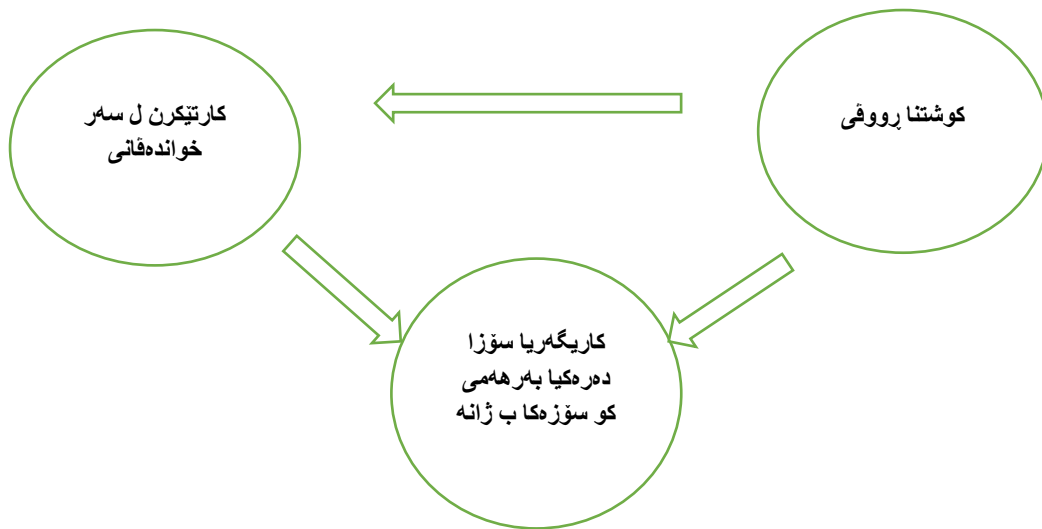 کوشتنا ڕووڤی
کارتێکرن ل سەر
خواندەڤانی
کاریگەریا سۆزا
دەرەکیا بەرهەمی
کو سۆزەکا ب ژانە